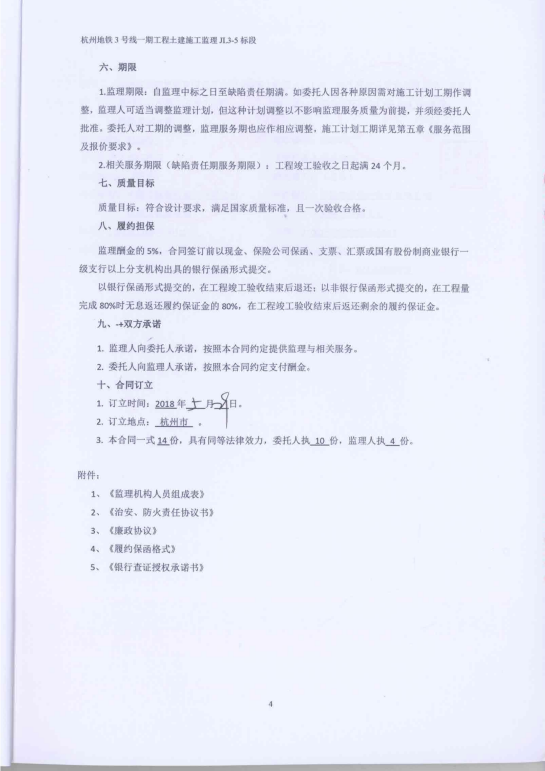 杭州地铁 3 号线一期工程土建施工监理 JL3-5 标段
六、期限
1.监理期限：自监理中标之日至缺陷责任期满。如委托人因各种原因需对施工计划工期作调
整，监理人可适当调整监理计划，但这种计划调整以不影响监理服务质量为前提，并须经委托人
批准。委托人对工期的调整，监理服务期也应作相应调整，施工计划工期详见第五章《服务范围
及报价要求》。
2.相关服务期限（缺陷责任期服务期限）：工程竣工验收之日起满 24 个月。
七、质量目标
质量目标：符合设计要求，满足国家质量标准，且一次验收合格。
八、履约担保
监理酬金的 5%，合同签订前以现金、保险公司保函、支票、汇票或国有股份制商业银行一
级支行以上分支机构出具的银行保函形式提交。
以银行保函形式提交的，在工程竣工验收结束后退还；以非银行保函形式提交的，在工程量
完成 80%时无息返还履约保证金的 80%，在工程竣工验收结束后返还剩余的履约保证金。
九、→双方承诺
1. 监理人向委托人承诺，按照本合同约定提供监理与相关服务。
2. 委托人向监理人承诺，按照本合同约定支付酬金。
十、合同订立
1. 订立时间：2018 年 月 日。
2. 订立地点： 杭州市 。
3. 本合同一式 14 份，具有同等法律效力，委托人执 10 份，监理人执 4 份。
附件：
1、《监理机构人员组成表》
2、《治安、防火责任协议书》
3、《廉政协议》
4、《履约保函格式》
5、《银行查证授权承诺书》
4